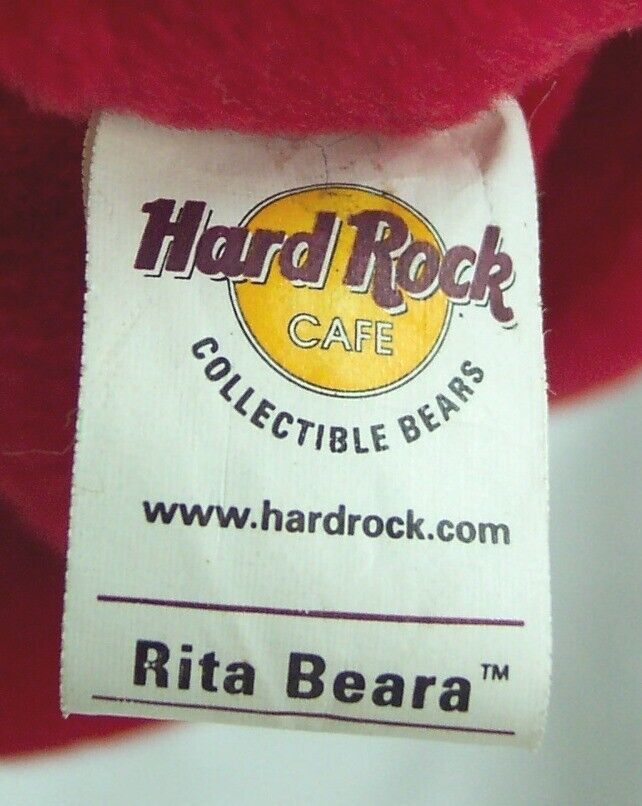 Hard Rock
CAFE
COLLECTIBLE BEARS
www.hardrock.com
Rita Beara™